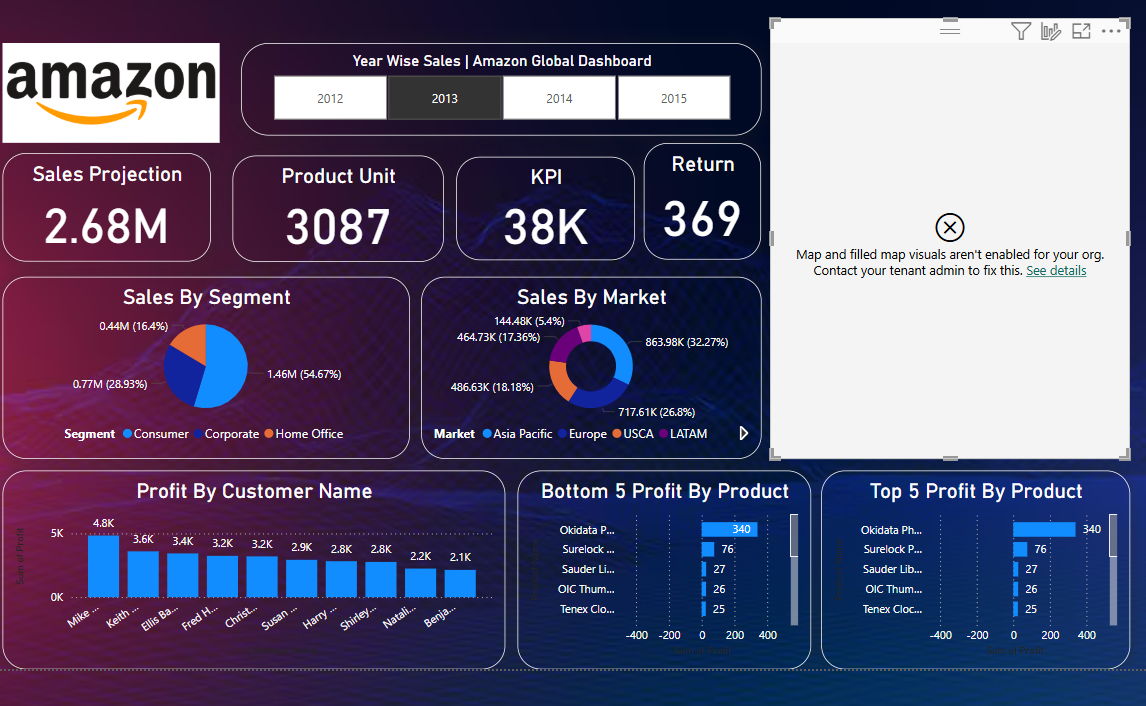 amazon
Year Wise Sales | Amazon Global Dashboard
2012
2013
2014
2015
Sales Projection
2.68M
Product Unit
3087
KPI
38K
Return
369
Map and filled map visuals aren't enabled for your org.
Contact your tenant admin to fix this. See details
Sales By Segment
0.44M (16.4%)
0.77M (28.93%)
1.46M (54.67%)
Segment Consumer Corporate Home Office
Sales By Market
144.48K (5.4%)
464.73K (17.36%)
863.98K (32.27%)
486.63K (18.18%)
717.61K (26.8%)
Market Asia Pacific Europe USCA LATAM
Profit By Customer Name
Sum of Profit
5K
0K
4.8K
3.6K
3.4K
3.2K
3.2K
2.9K
2.8K
2.8K
2.2K
2.1K
Mike ...
Keith ...
Ellis Ba...
Fred H...
Christ...
Susan ...
Harry ...
Shirley...
Natali...
Benja...
Bottom 5 Profit By Product
Okidata P... 340
Surelock ... 76
Sauder Li... 27
OIC Thum... 26
Tenex Clo... 25
-400 -200 0 200 400
Top 5 Profit By Product
Okidata Ph... 340
Surelock P... 76
Sauder Lib... 27
OIC Thum... 26
Tenex Cloc... 25
-400 -200 0 200 400
Sum of Profit